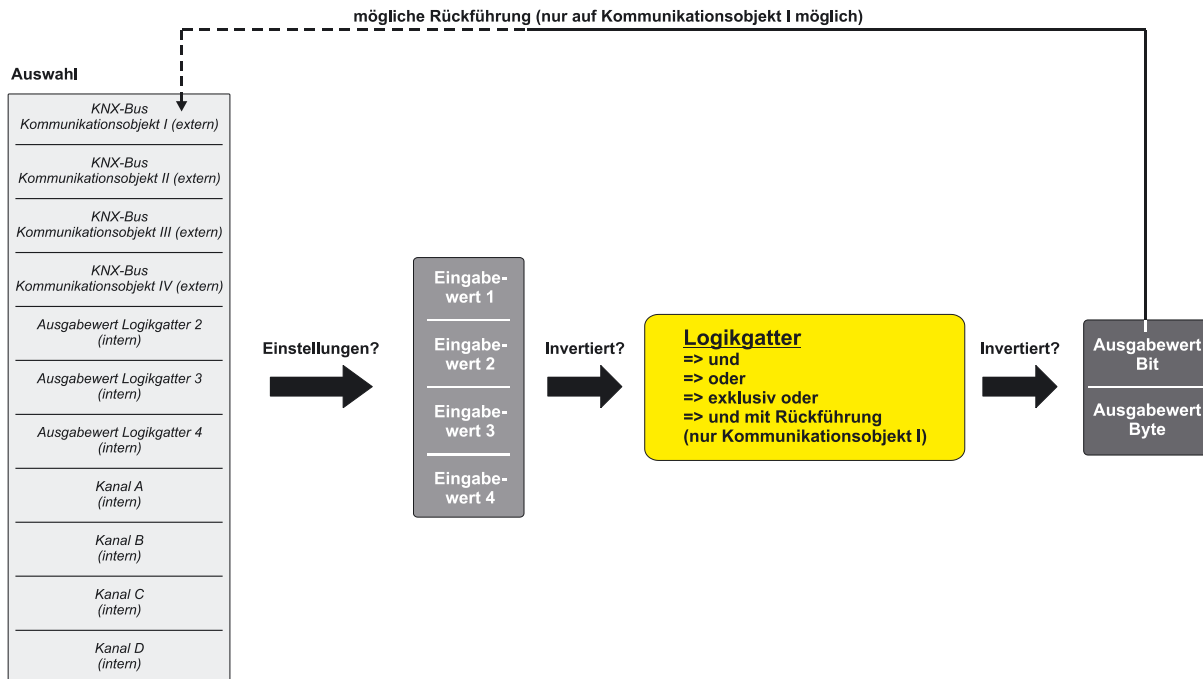 mögliche Rückführung (nur auf Kommunikationsobjekt I möglich)
Auswahl
KNX-Bus
Kommunikationsobjekt I (extern)
KNX-Bus
Kommunikationsobjekt II (extern)
KNX-Bus
Kommunikationsobjekt III (extern)
KNX-Bus
Kommunikationsobjekt IV (extern)
Ausgabewert Logikgatter 2
(intern)
Ausgabewert Logikgatter 3
(intern)
Ausgabewert Logikgatter 4
(intern)
Kanal A
(intern)
Kanal B
(intern)
Kanal C
(intern)
Kanal D
(intern)
Einstellungen?
Eingabe-
wert 1
Eingabe-
wert 2
Eingabe-
wert 3
Eingabe-
wert 4
Invertiert?
Logikgatter
=> und
=> oder
=> exklusiv oder
=> und mit Rückführung
(nur Kommunikationsobjekt I)
Invertiert?
Ausgabewert
Bit
Ausgabewert
Byte